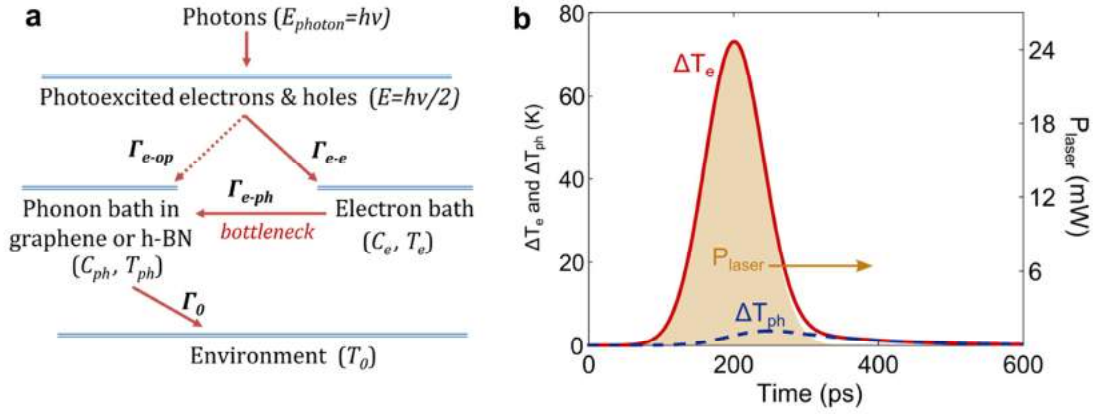 a
Photons (E_photon=hν)
Photoexcited electrons & holes (E=hν/2)
Γ_e-op
Γ_e-e
Γ_e-ph
Phonon bath in
graphene or h-BN
(C_ph, T_ph)
bottleneck
Electron bath
(C_e, T_e)
Γ_0
Environment (T_0)
b
80
60
40
20
0
ΔT_e and ΔT_ph (K)
ΔT_e
P_laser
ΔT_ph
24
18
12
6
P_laser (mW)
0
200
400
600
Time (ps)